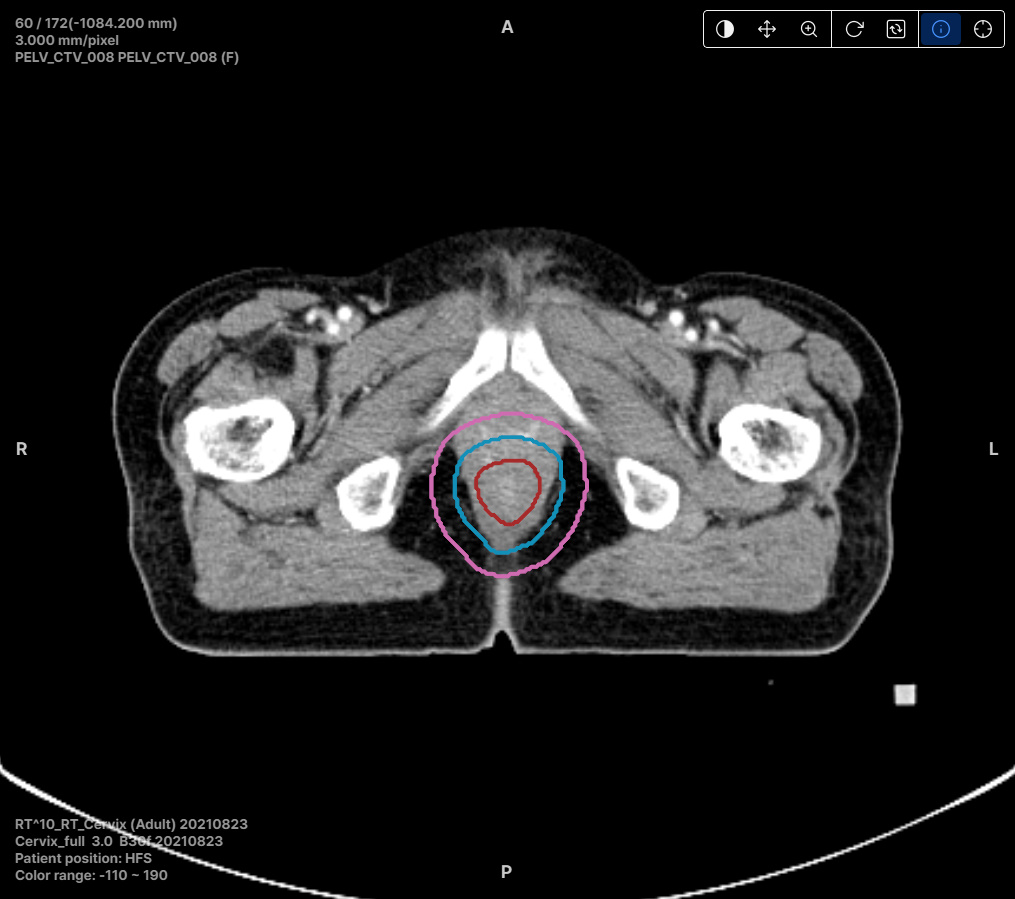 60 / 172(-1084.200 mm)
3.000 mm/pixel
PELV_CTV_008 PELV_CTV_008 (F)
A
R
L
RT^10_RT_Cervix (Adult) 20210823
Cervix_full 3.0 B30f 20210823
Patient position: HFS
Color range: -110 ~ 190
P